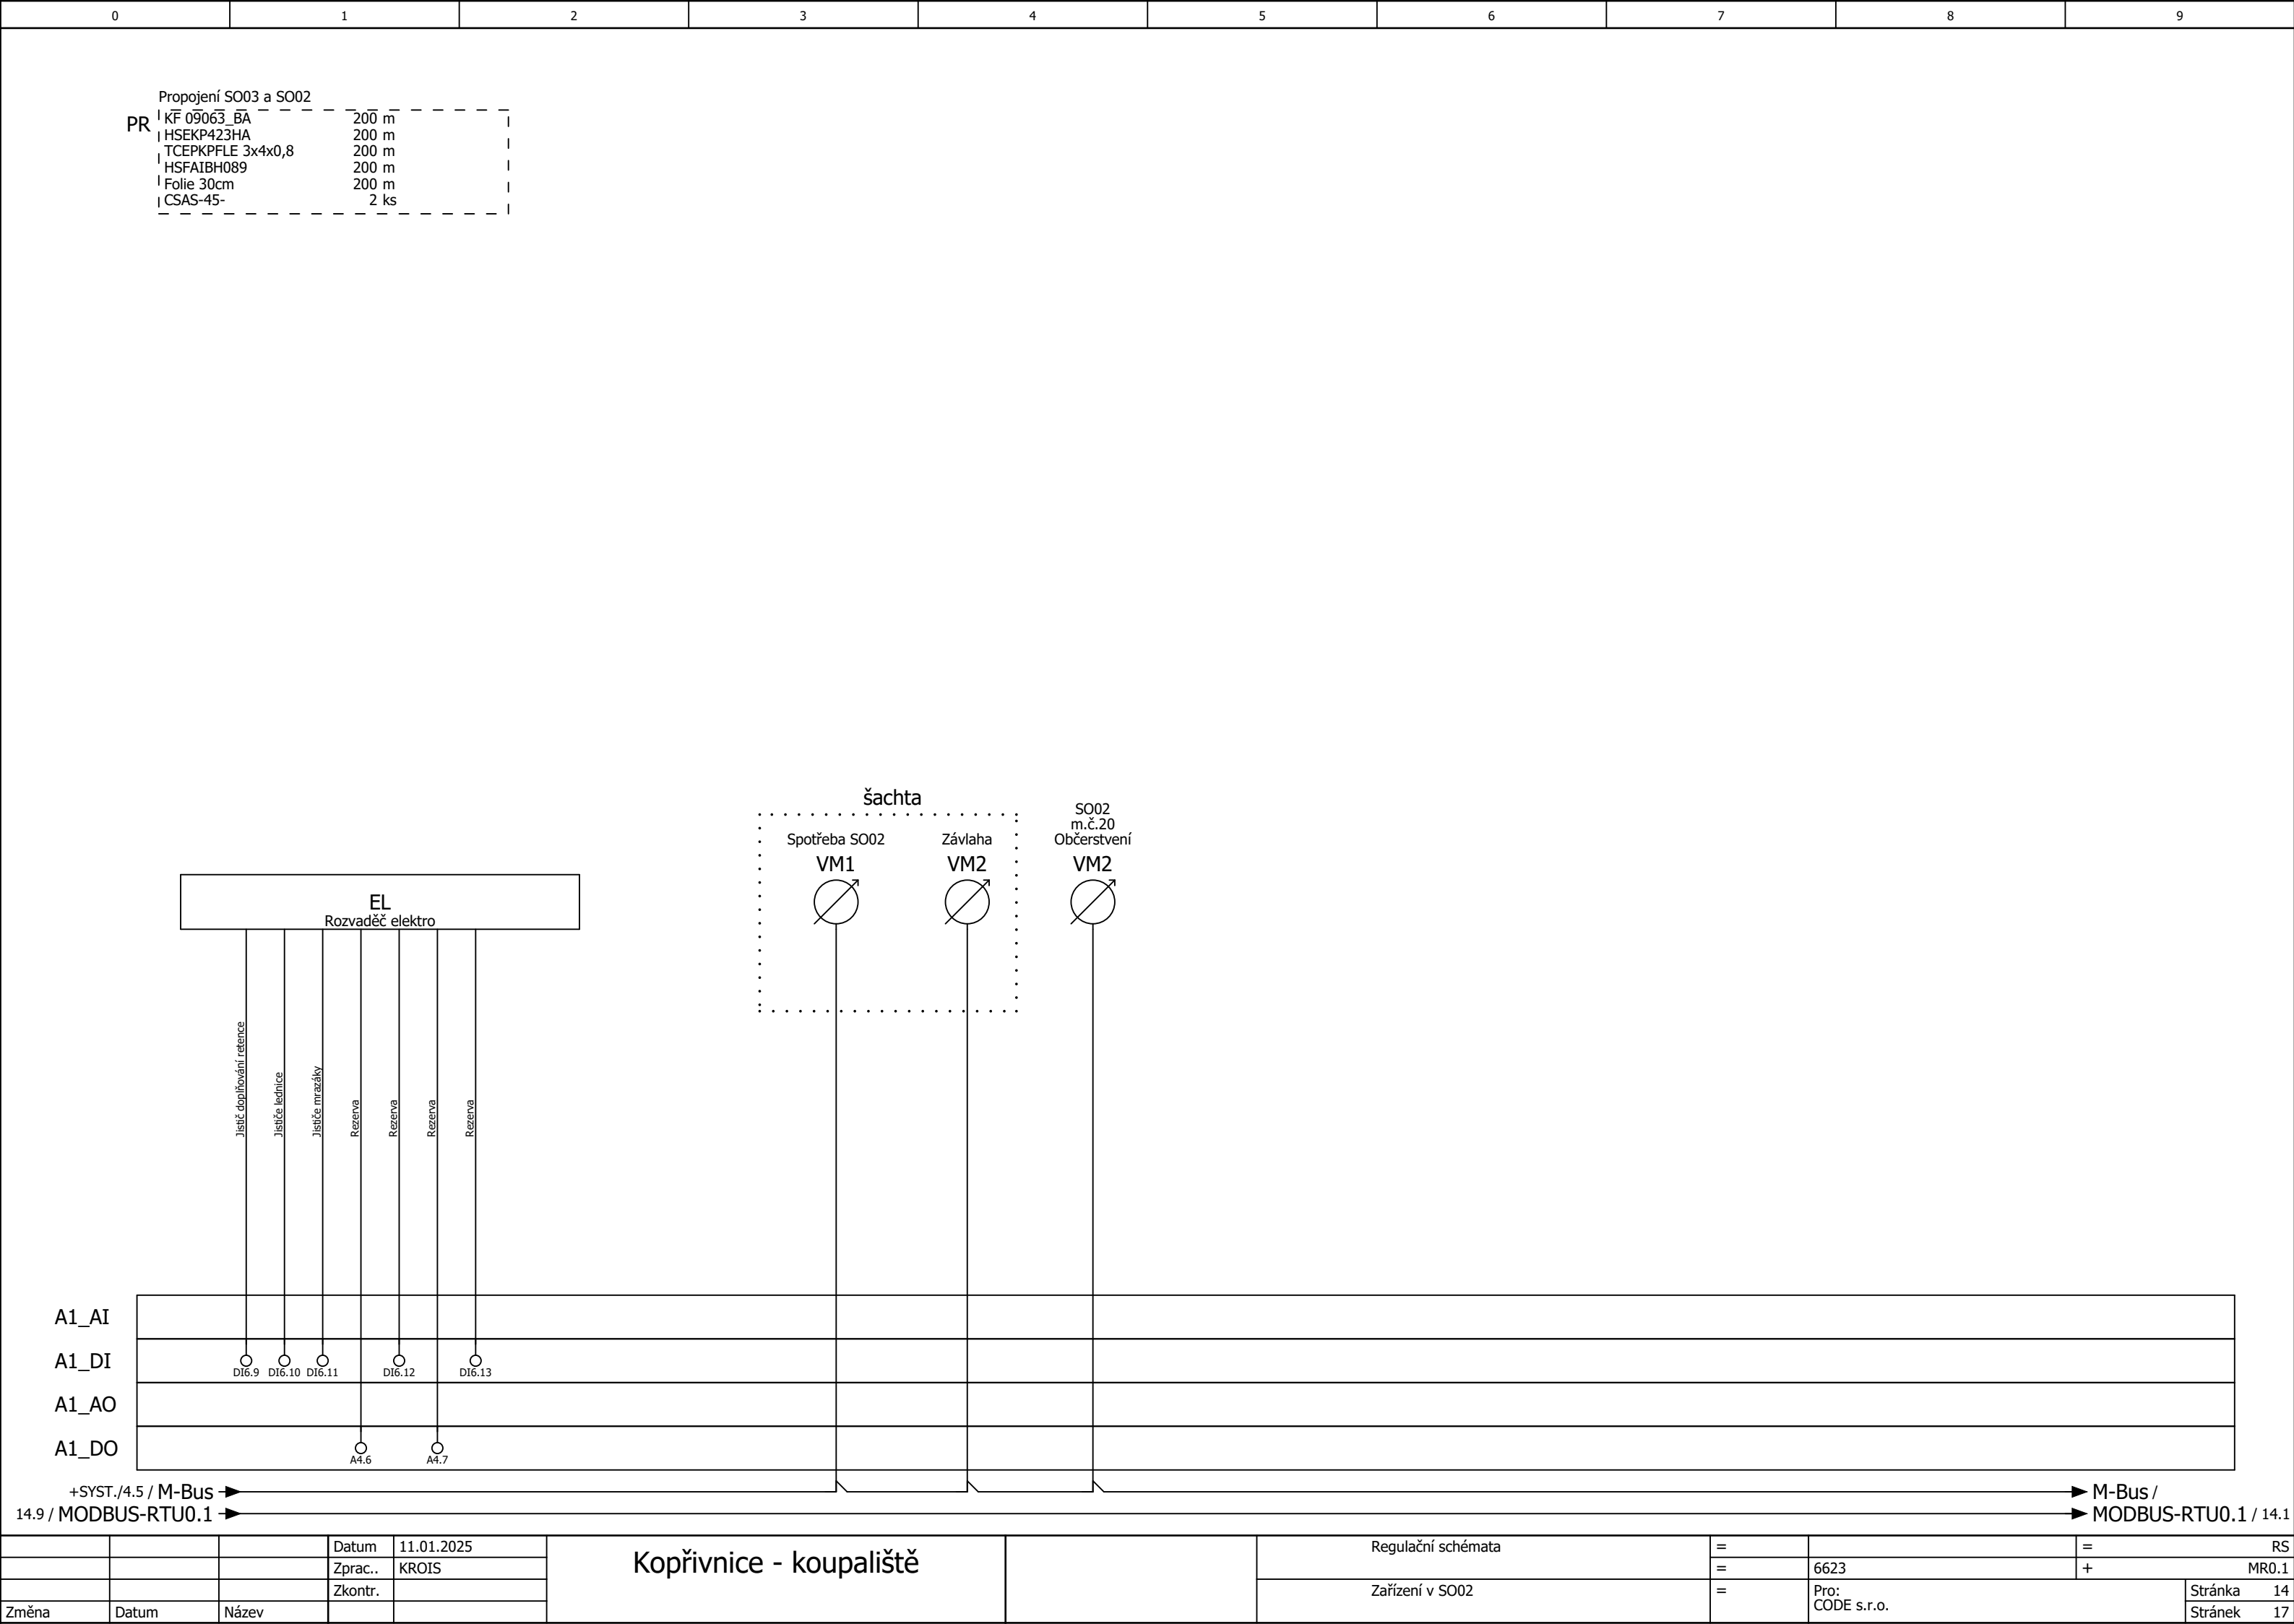 0 1 2 3 4 5 6 7 8 9
Propojení SO03 a SO02
PR
KF 09063_BA 200 m
HSEKP423HA 200 m
TCEPKPFLE 3x4x0,8 200 m
HSFAIBH089 200 m
Folie 30cm 200 m
CSAS-45- 2 ks
šachta
Spotřeba SO02
VM1
Závlaha
VM2
SO02
m.č.20
Občerstvení
VM2
EL
Rozvaděč elektro
Jistič doplňování retence
Jističe lednice
Jističe mrazáky
Rezerva
Rezerva
Rezerva
Rezerva
A1_AI
A1_DI
DI6.9 DI6.10 DI6.11 DI6.12 DI6.13
A1_AO
A1_DO
A4.6 A4.7
+SYST./4.5 / M-Bus
M-Bus /
14.9 / MODBUS-RTU0.1
MODBUS-RTU0.1 / 14.1
Datum 11.01.2025
Zprac.. KROIS
Zkontr.
Změna Datum Název
Kopřivnice - koupaliště
Regulační schémata
Zařízení v SO02
= = RS
= 6623 + MR0.1
= Pro:
CODE s.r.o.
Stránka 14
Stránek 17